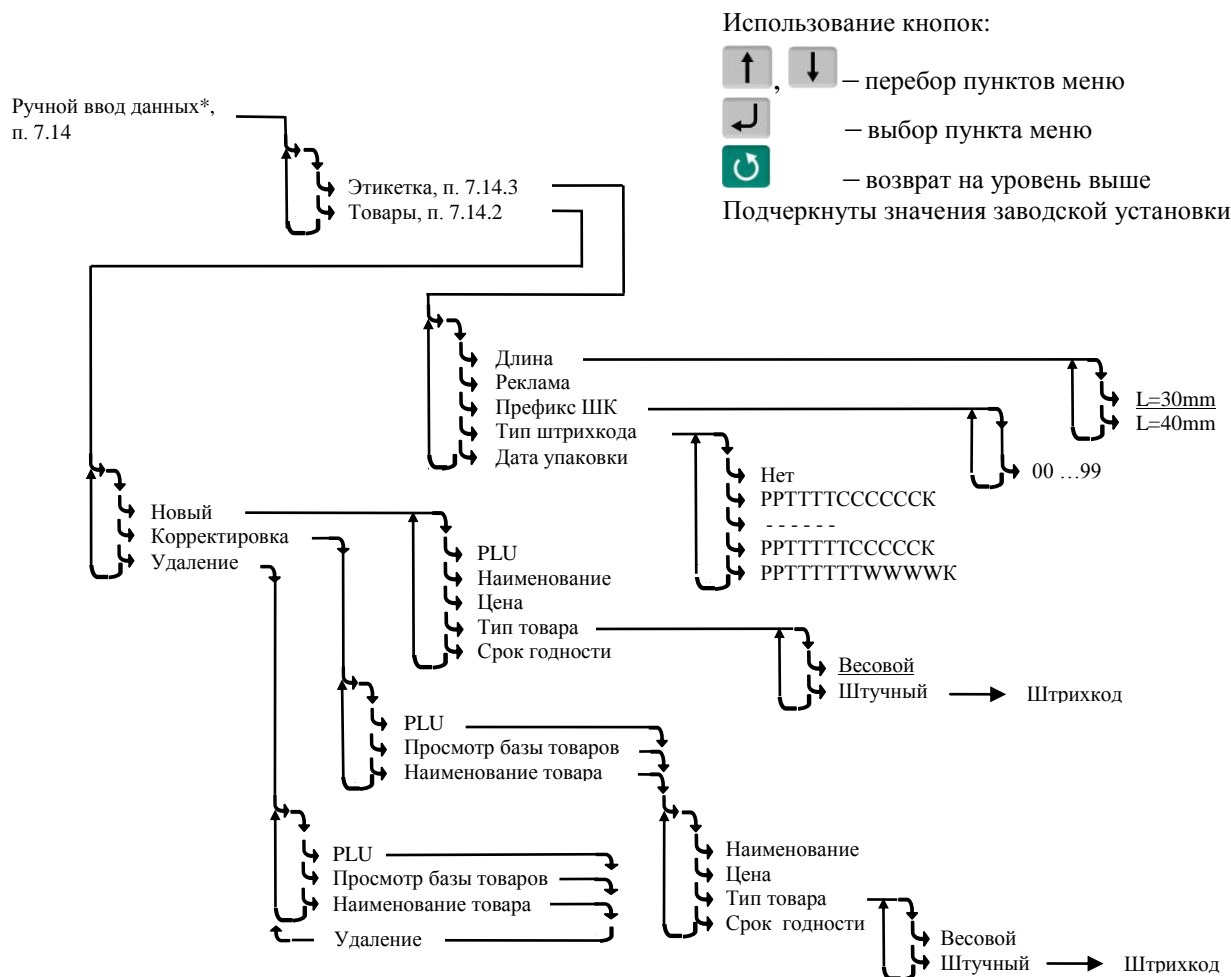 Использование кнопок:
, – перебор пунктов меню
– выбор пункта меню
– возврат на уровень выше
Подчеркнуты значения заводской установки
Ручной ввод данных*,
п. 7.14
Этикетка, п. 7.14.3
Товары, п. 7.14.2
Длина
Реклама
Префикс ШК
Тип штрихкода
Дата упаковки
L=30mm
L=40mm
00 …99
Нет
PPTTTTCCCCCCK
- - - - - -
PPTTTTTCCCCCK
PPTTTTTTWWWWK
Новый
Корректировка
Удаление
PLU
Наименование
Цена
Тип товара
Срок годности
Весовой
Штучный
Штрихкод
PLU
Просмотр базы товаров
Наименование товара
PLU
Просмотр базы товаров
Наименование товара
Удаление
Наименование
Цена
Тип товара
Срок годности
Весовой
Штучный
Штрихкод